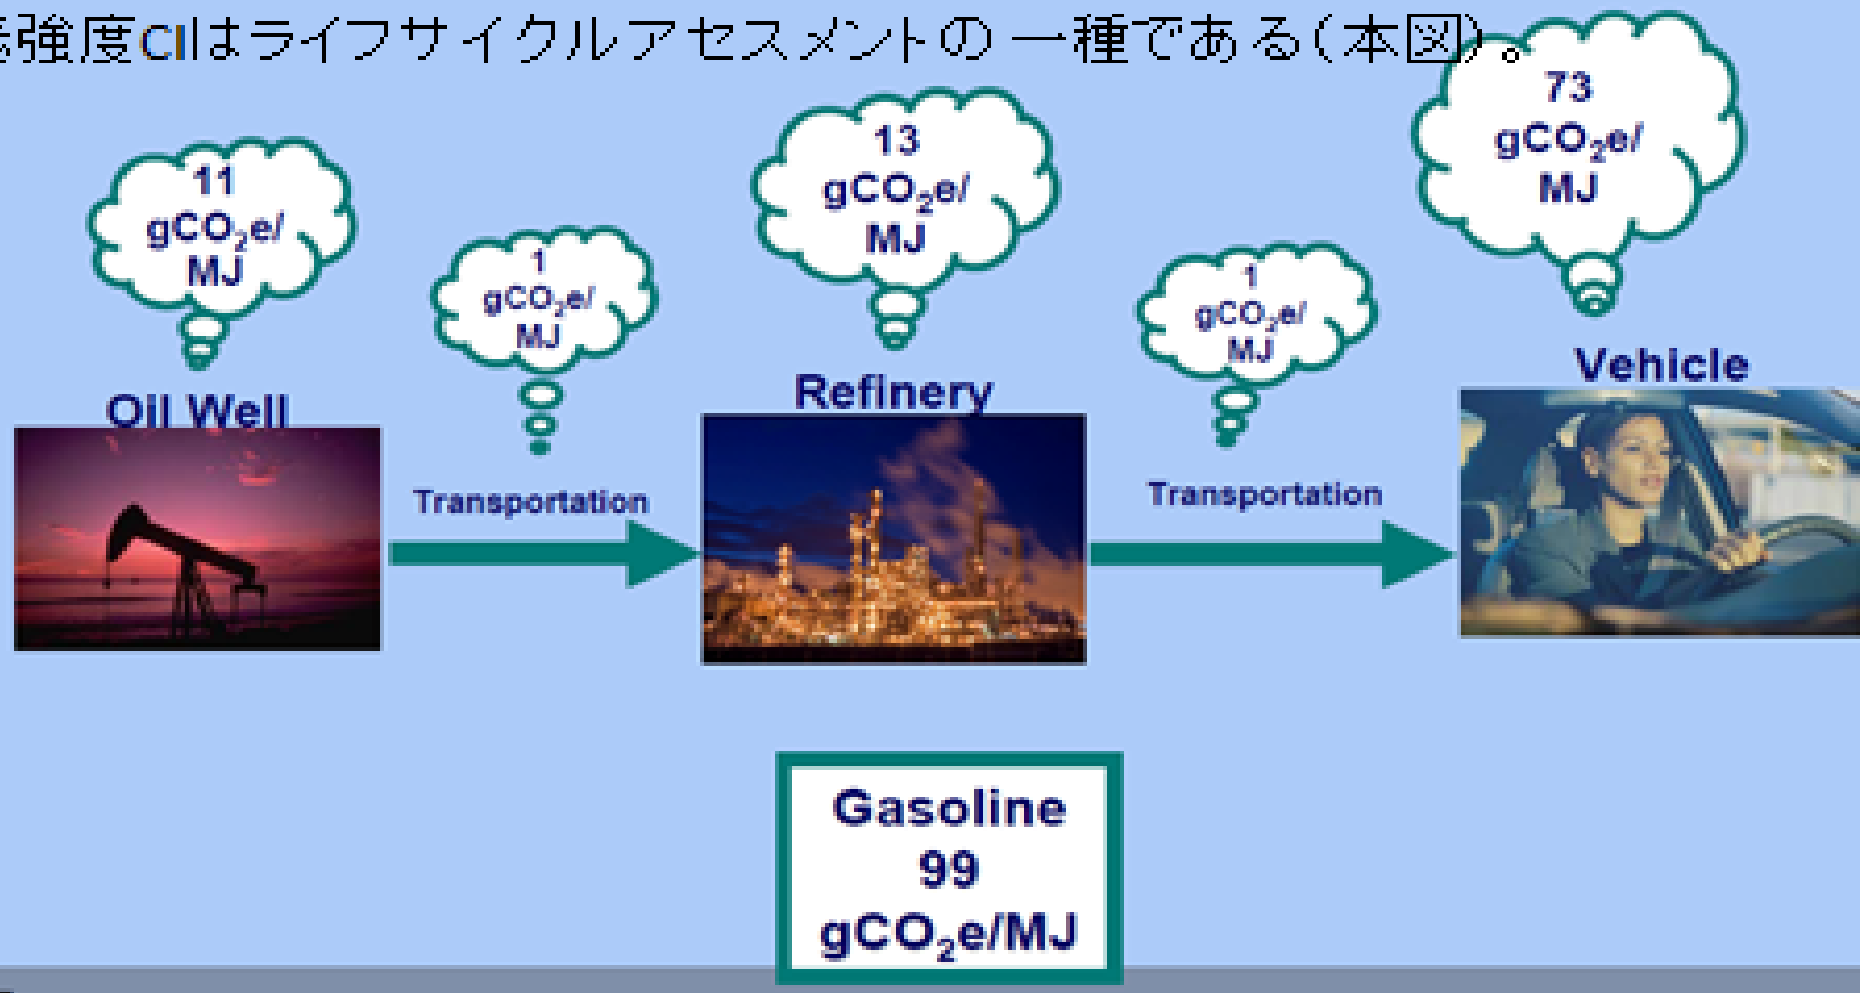 強度CIはライフサイクルアセスメントの一種である(本図)。
73
gCO₂e/
MJ
13
gCO₂e/
MJ
11
gCO₂e/
MJ
1
gCO₂e/
MJ
1
gCO₂e/
MJ
Vehicle
Refinery
Oil Well
Transportation
Transportation
Gasoline
99
gCO₂e/MJ